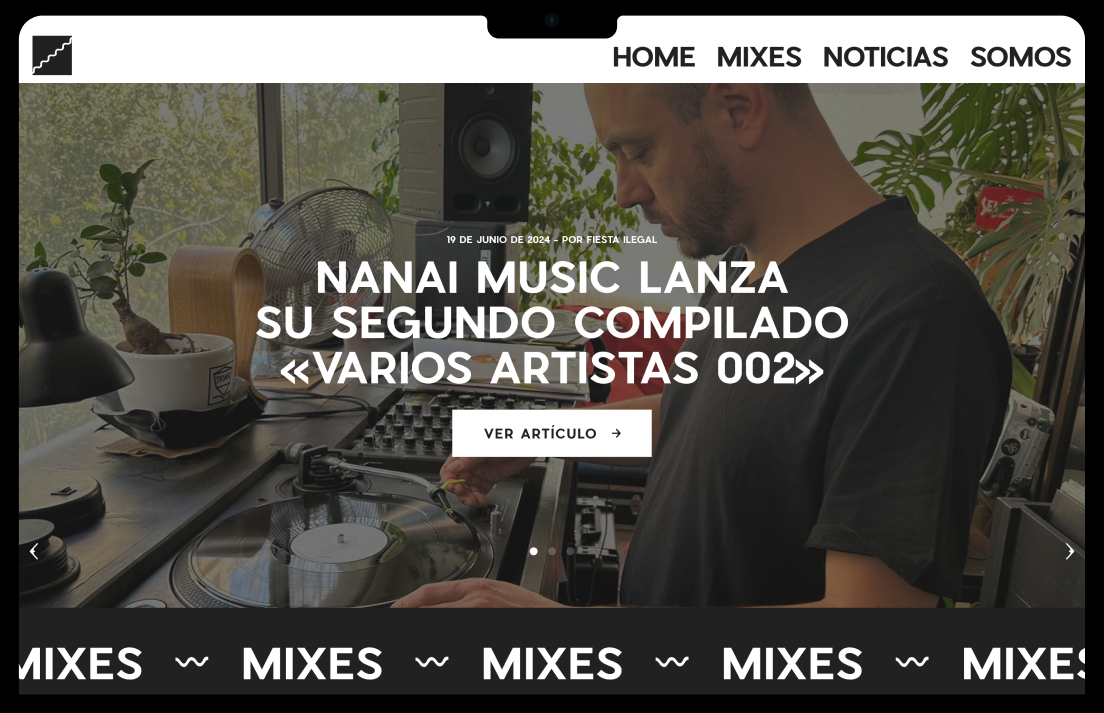 HOME MIXES NOTICIAS SOMOS
19 DE JUNIO DE 2024 - POR FIESTA ILEGAL
NANAI MUSIC LANZA
SU SEGUNDO COMPILADO
«VARIOS ARTISTAS 002»
VER ARTÍCULO →
MIXES MIXES MIXES MIXES MIXES